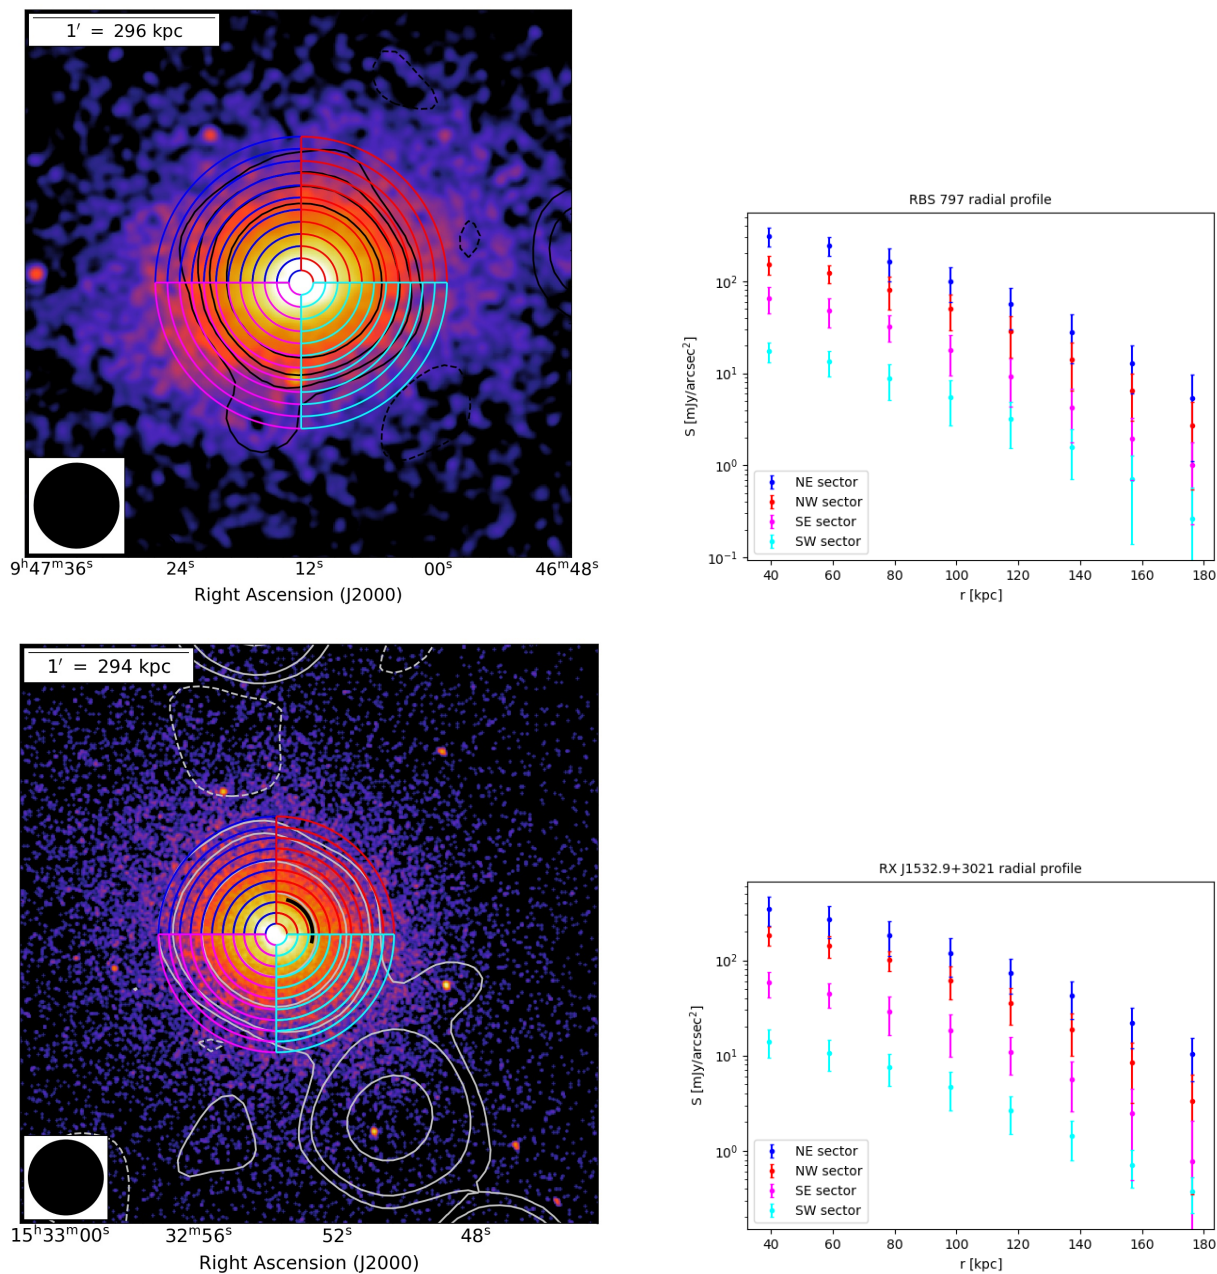 1′ = 296 kpc
9ʰ47ᵐ36ˢ 24ˢ 12ˢ 00ˢ 46ᵐ48ˢ
Right Ascension (J2000)
RBS 797 radial profile
S [mJy/arcsec²]
10²
10¹
10⁰
10⁻¹
NE sector
NW sector
SE sector
SW sector
40 60 80 100 120 140 160 180
r [kpc]
1′ = 294 kpc
15ʰ33ᵐ00ˢ 32ᵐ56ˢ 52ˢ 48ˢ
Right Ascension (J2000)
RX J1532.9+3021 radial profile
S [mJy/arcsec²]
10²
10¹
10⁰
NE sector
NW sector
SE sector
SW sector
40 60 80 100 120 140 160 180
r [kpc]